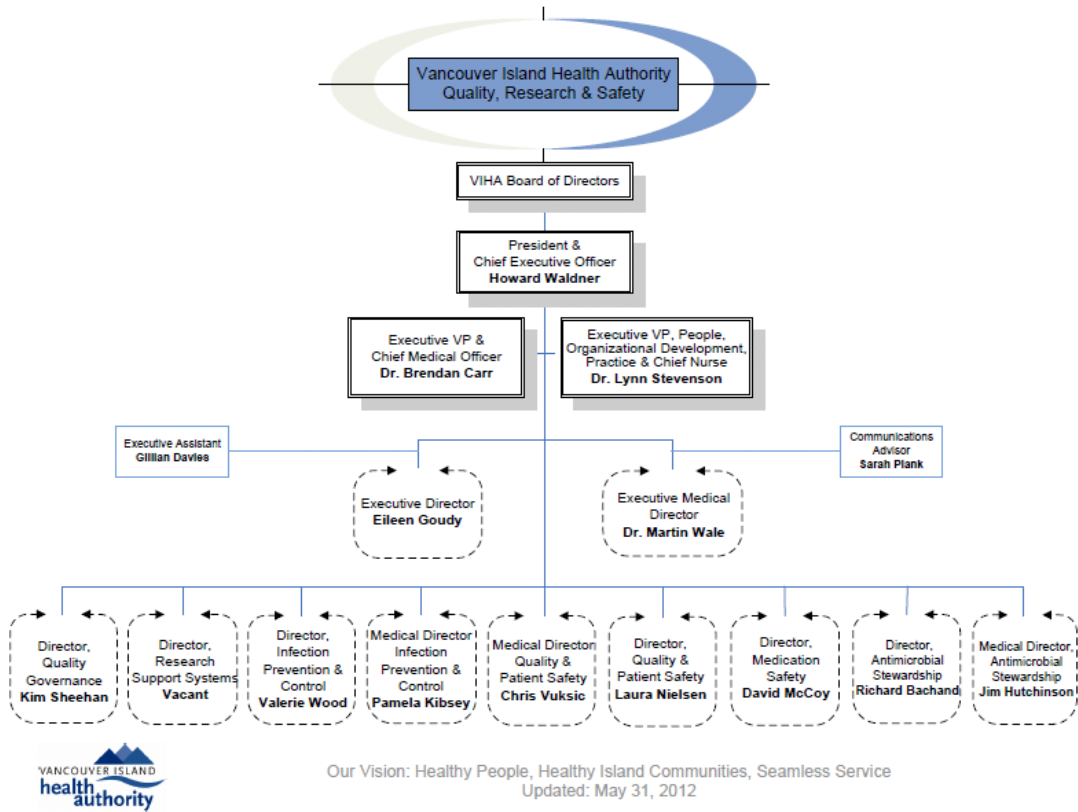 Vancouver Island Health Authority
Quality, Research & Safety
VIHA Board of Directors
President &
Chief Executive Officer
Howard Waldner
Executive VP &
Chief Medical Officer
Dr. Brendan Carr
Executive VP, People,
Organizational Development,
Practice & Chief Nurse
Dr. Lynn Stevenson
Executive Assistant
Gillian Davies
Communications
Advisor
Sarah Plank
Executive Director
Eileen Goudy
Executive Medical
Director
Dr. Martin Wale
Director,
Quality
Governance
Kim Sheehan
Director,
Research
Support Systems
Vacant
Director,
Infection
Prevention &
Control
Valerie Wood
Medical Director
Infection
Prevention &
Control
Pamela Kibsey
Medical Director
Quality &
Patient Safety
Chris Vuksic
Director,
Quality &
Patient Safety
Laura Nielsen
Director,
Medication
Safety
David McCoy
Director,
Antimicrobial
Stewardship
Richard Bachand
Medical Director,
Antimicrobial
Stewardship
Jim Hutchinson
VANCOUVER ISLAND
health
authority
Our Vision: Healthy People, Healthy Island Communities, Seamless Service
Updated: May 31, 2012